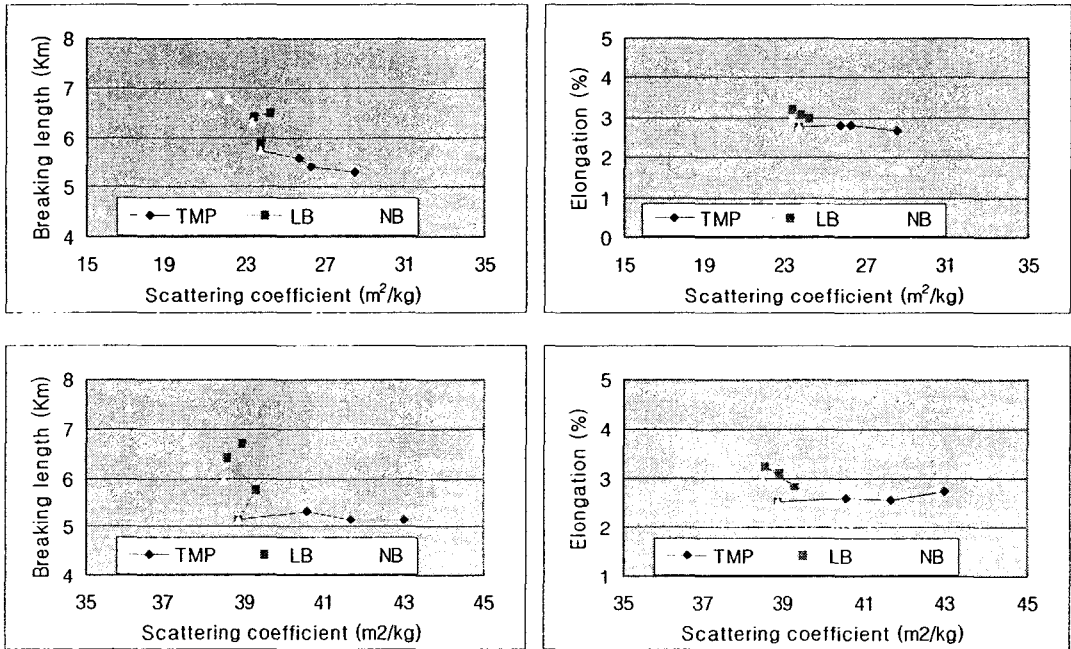 Breaking length (Km)
8
7
6
5
4
TMP LB NB
15 19 23 27 31 35
Scattering coefficient (m²/kg)
Elongation (%)
5
4
3
2
1
0
TMP LB NB
15 19 23 27 31 35
Scattering coefficient (m²/kg)
Breaking length (Km)
8
7
6
5
4
TMP LB NB
35 37 39 41 43 45
Scattering coefficient (m2/kg)
Elongation (%)
5
4
3
2
1
TMP LB NB
35 37 39 41 43 45
Scattering coefficient (m2/kg)